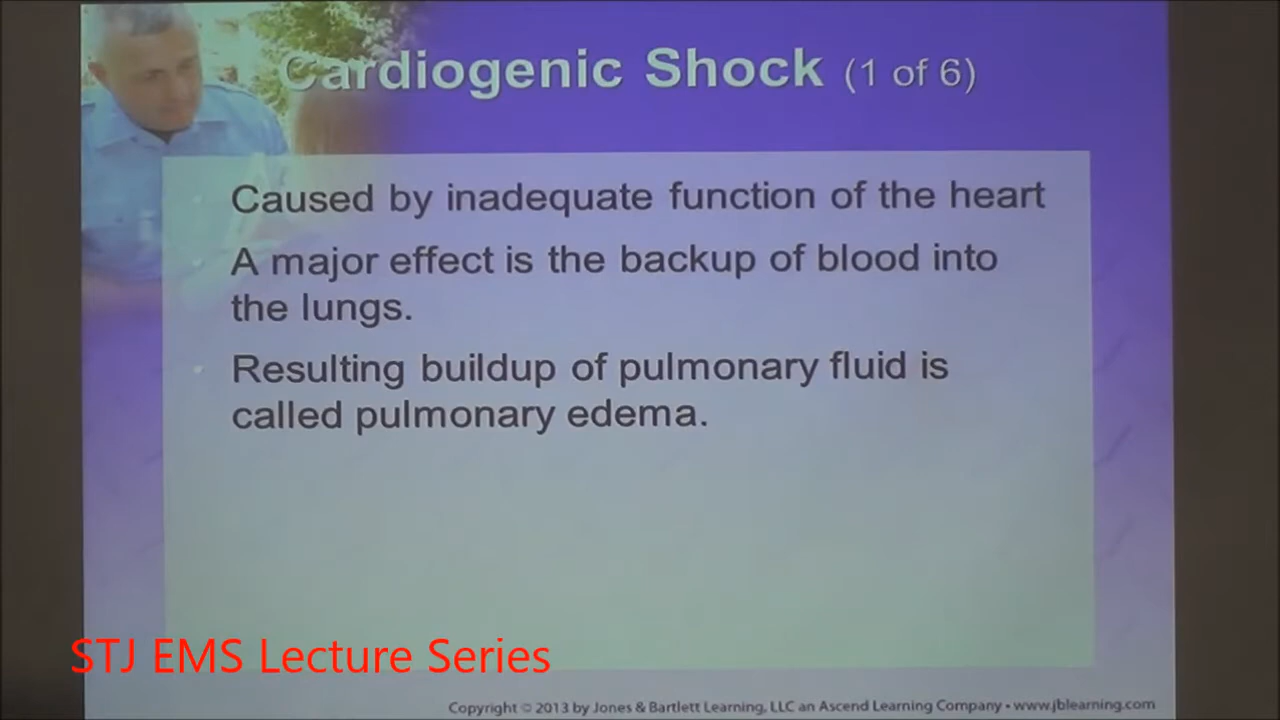 Cardiogenic Shock (1 of 6)
Caused by inadequate function of the heart
A major effect is the backup of blood into
the lungs.
Resulting buildup of pulmonary fluid is
called pulmonary edema.
STJ EMS Lecture Series
Copyright © 2013 by Jones & Bartlett Learning, LLC an Ascend Learning Company • www.jblearning.com